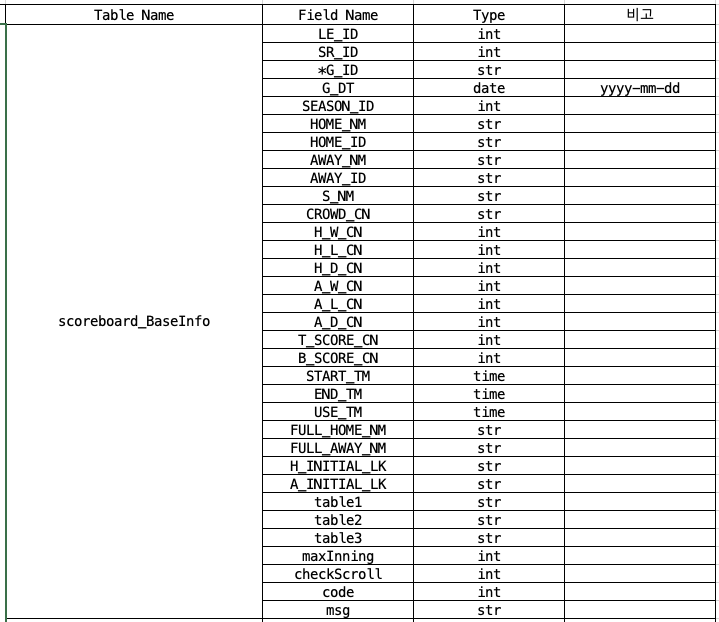 Table Name Field Name Type 비고
LE_ID int
SR_ID int
*G_ID str
G_DT date yyyy-mm-dd
SEASON_ID int
HOME_NM str
HOME_ID str
AWAY_NM str
AWAY_ID str
S_NM str
CROWD_CN str
H_W_CN int
H_L_CN int
H_D_CN int
A_W_CN int
A_L_CN int
scoreboard_BaseInfo A_D_CN int
T_SCORE_CN int
B_SCORE_CN int
START_TM time
END_TM time
USE_TM time
FULL_HOME_NM str
FULL_AWAY_NM str
H_INITIAL_LK str
A_INITIAL_LK str
table1 str
table2 str
table3 str
maxInning int
checkScroll int
code int
msg str